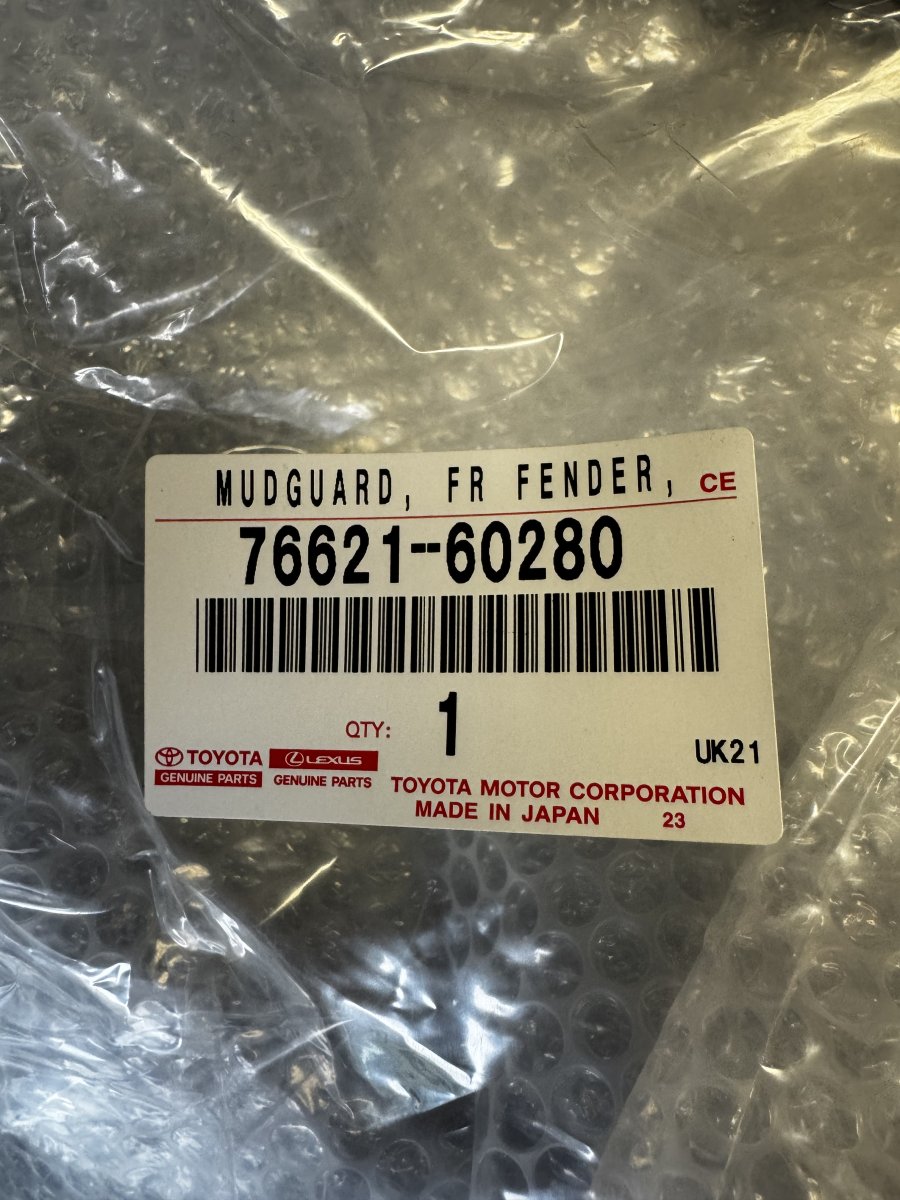 MUDGUARD, FR FENDER, CE
76621-60280
QTY: 1
UK21
TOYOTA LEXUS
GENUINE PARTS GENUINE PARTS
TOYOTA MOTOR CORPORATION
MADE IN JAPAN 23